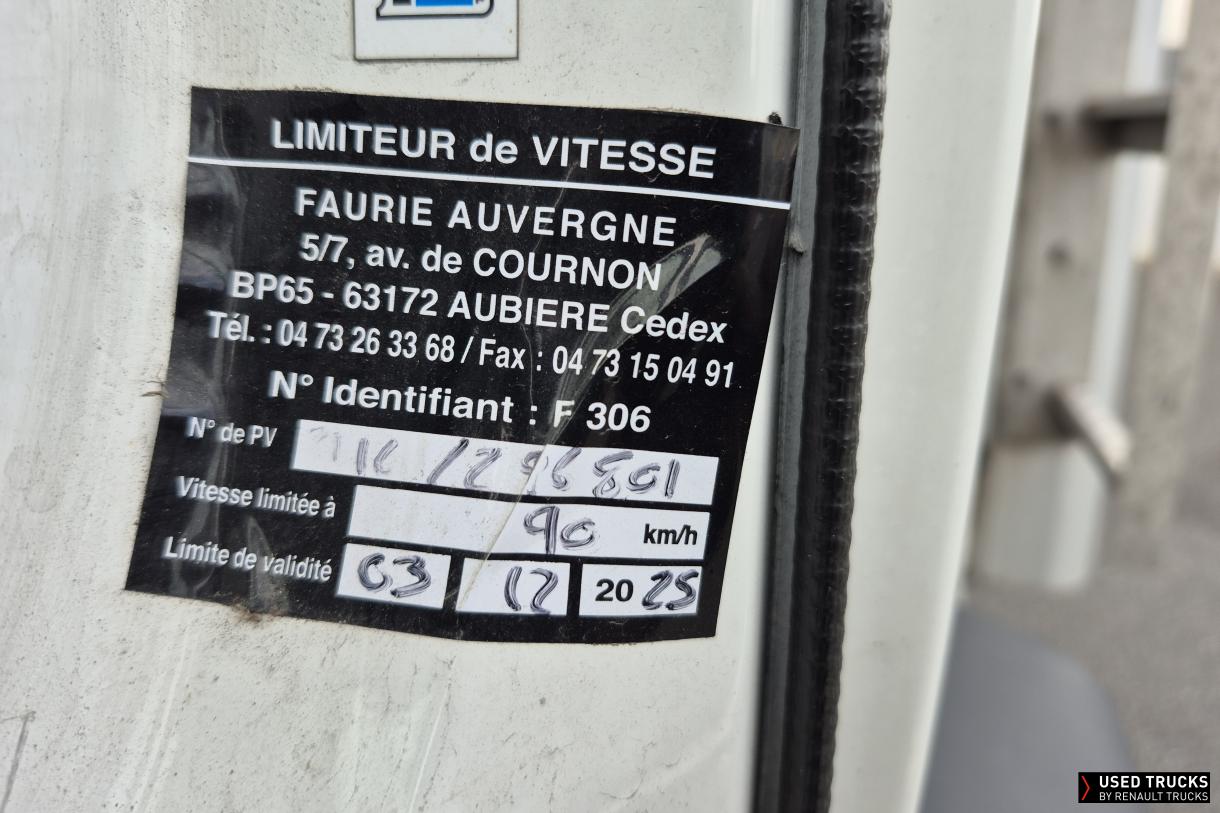 LIMITEUR de VITESSE
FAURIE AUVERGNE
5/7, av. de COURNON
BP65 - 63172 AUBIERE Cedex
Tél. : 04 73 26 33 68 / Fax : 04 73 15 04 91
N° Identifiant : F 306
N° de PV
Vitesse limitée à 90 km/h
Limite de validité 03 12 2025
USED TRUCKS
BY RENAULT TRUCKS